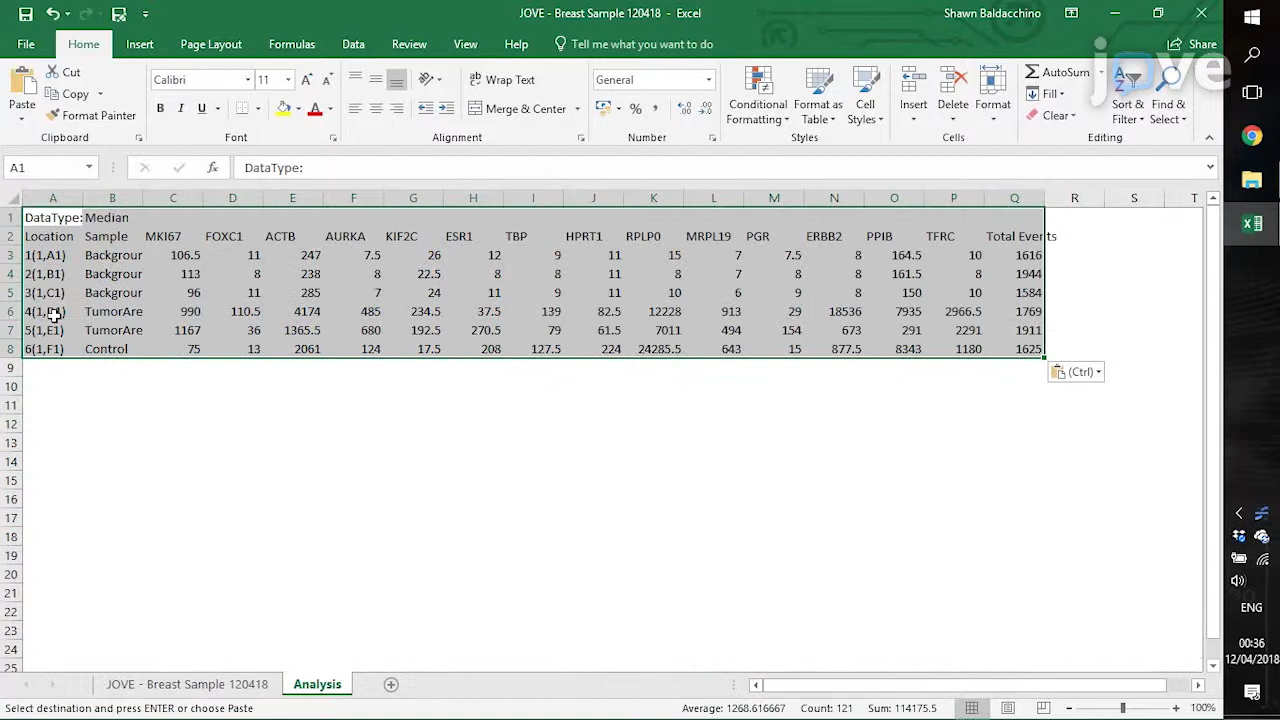 JOVE - Breast Sample 120418 - Excel
Shawn Baldacchino
File Home Insert Page Layout Formulas Data Review View Help Tell me what you want to do Share
jove
Paste
Cut
Copy
Format Painter
Clipboard
Calibri 11
B I U
Font
Wrap Text
Merge & Center
Alignment
General
Number
Conditional Formatting
Format as Table
Cell Styles
Styles
Insert Delete Format
Cells
AutoSum
Fill
Clear
Sort & Filter
Find & Select
Editing
A1 fx DataType:
A B C D E F G H I J K L M N O P Q R S T
1 DataType: Median
2 Location Sample MKI67 FOXC1 ACTB AURKA KIF2C ESR1 TBP HPRT1 RPLP0 MRPL19 PGR ERBB2 PPIB TFRC Total Events
3 1(1,A1) Backgrour 106.5 11 247 7.5 26 12 9 11 15 7 7.5 8 164.5 10 1616
4 2(1,B1) Backgrour 113 8 238 8 22.5 8 8 11 8 7 8 8 161.5 8 1944
5 3(1,C1) Backgrour 96 11 285 7 24 11 11 11 10 6 9 8 150 10 1584
6 4(1, TumorAre 990 110.5 4174 485 234.5 37.5 139 82.5 12228 913 29 18536 7935 2966.5 1769
7 5(1,E1) TumorAre 1167 36 1365.5 680 192.5 270.5 79 61.5 7011 494 154 673 291 2291 1911
8 6(1,F1) Control 75 13 2061 124 17.5 208 127.5 224 24285.5 643 15 877.5 8343 1180 1625
9
(Ctrl)
10
11
12
13
14
15
16
17
18
19
20
21
22
23
24
25
ENG
00:36
12/04/2018
JOVE - Breast Sample 120418 Analysis
Select destination and press ENTER or choose Paste Average: 1268.616667 Count: 121 Sum: 114175.5 100%